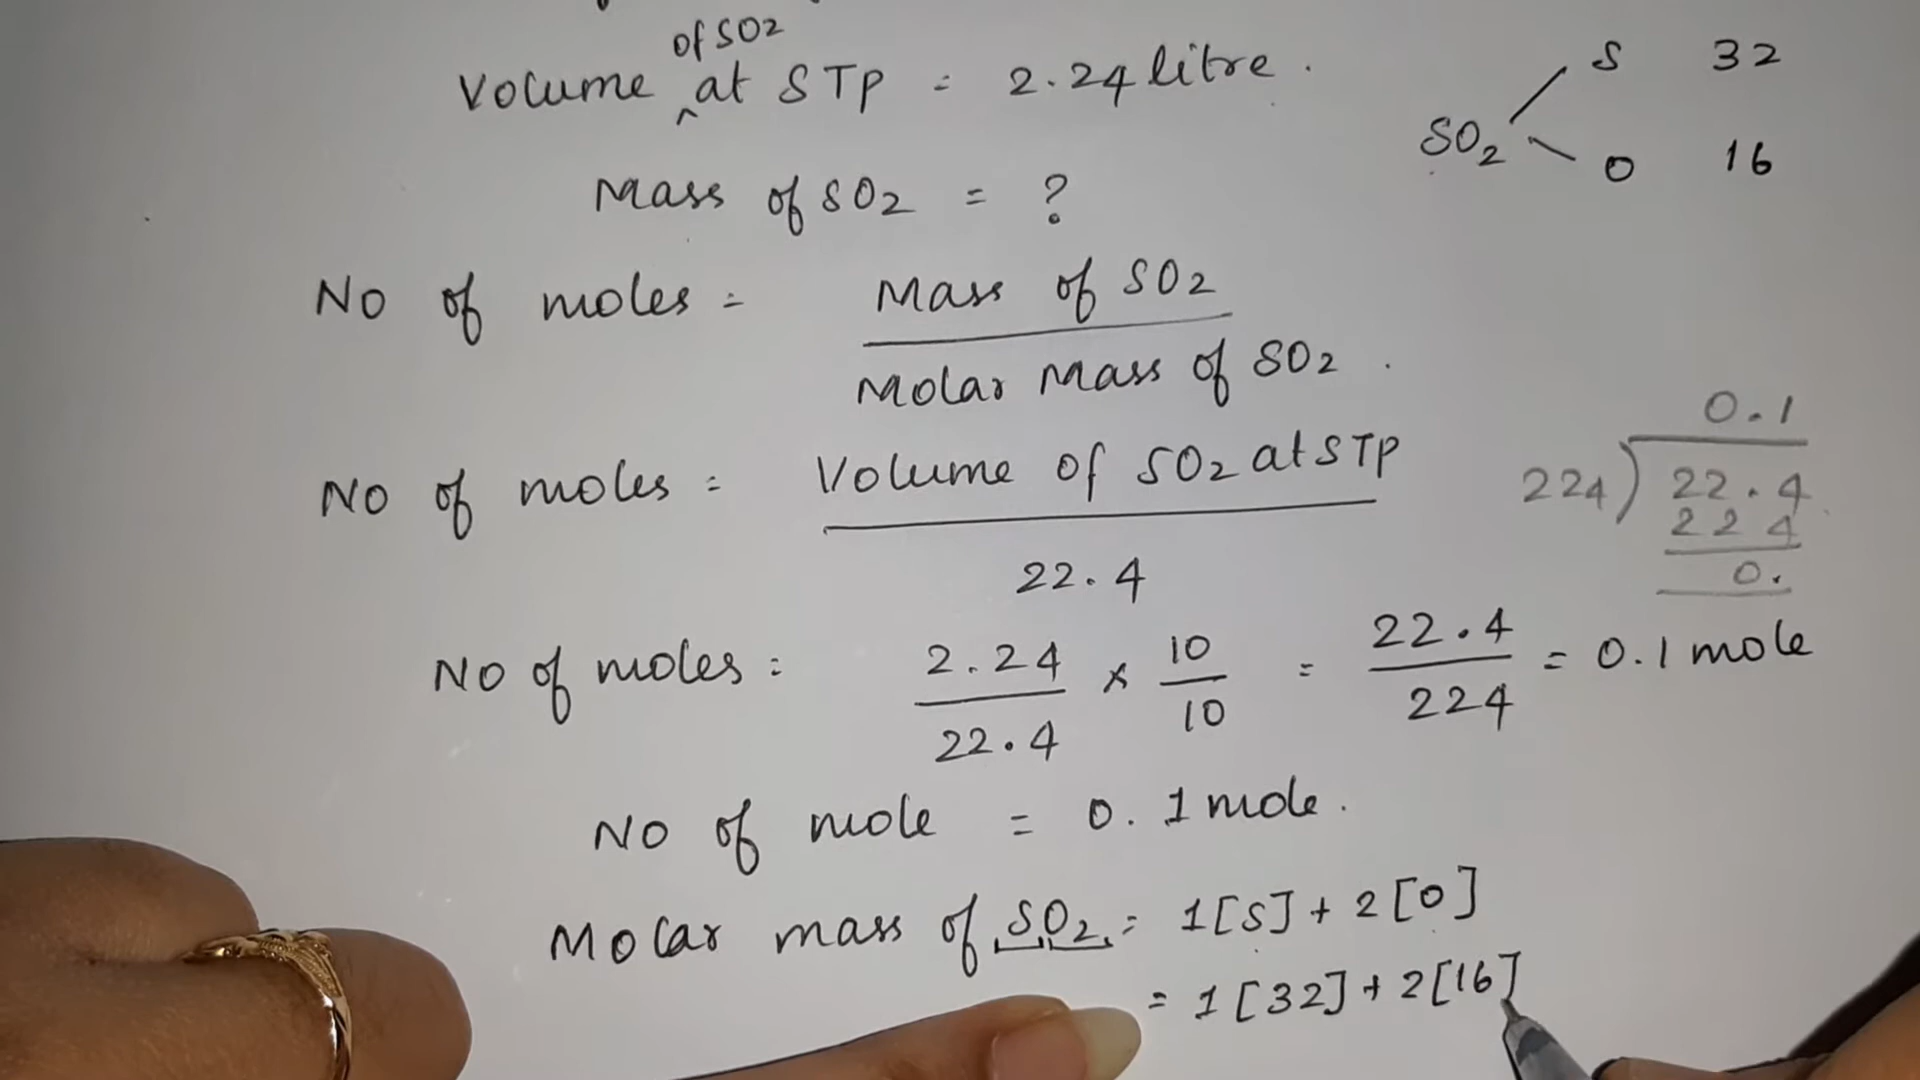 of SO2
Volume ^ at STP = 2.24 litre.
SO2
S 32
O 16
Mass of SO2 = ?
No of moles = Mass of SO2
Molar Mass of SO2.
No of moles = Volume of SO2 at STP
22.4
0.1
224) 22.4
224
0.
No of moles = 2.24 / 22.4 × 10 / 10 = 22.4 / 224 = 0.1 mole
No of mole = 0.1 mole.
Molar mass of SO2 = 1[S] + 2[O]
= 1[32] + 2[16]